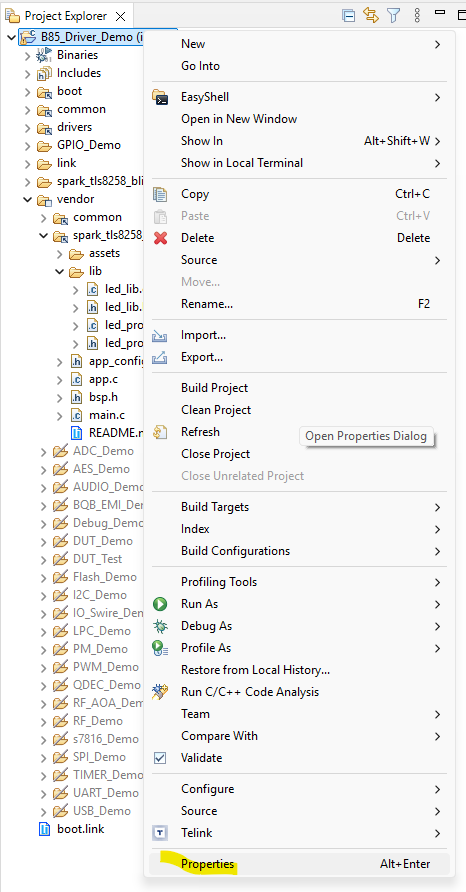 Project Explorer
B85_Driver_Demo (i
Binaries
Includes
boot
common
drivers
GPIO_Demo
link
spark_tls8258_bli
vendor
common
spark_tls8258_
assets
lib
led_lib.
led_lib.
led_pro
led_pro
app_config
app.c
bsp.h
main.c
README.m
ADC_Demo
AES_Demo
AUDIO_Demo
BQB_EMI_Der
Debug_Demo
DUT_Demo
DUT_Test
Flash_Demo
I2C_Demo
IO_Swire_Dem
LPC_Demo
PM_Demo
PWM_Demo
QDEC_Demo
RF_AOA_Dem
RF_Demo
s7816_Demo
SPI_Demo
TIMER_Demo
UART_Demo
USB_Demo
boot.link
New
Go Into
EasyShell
Open in New Window
Show In Alt+Shift+W
Show in Local Terminal
Copy Ctrl+C
Paste Ctrl+V
Delete Delete
Source
Move...
Rename... F2
Import...
Export...
Build Project
Clean Project
Refresh
Open Properties Dialog
Close Project
Close Unrelated Project
Build Targets
Index
Build Configurations
Profiling Tools
Run As
Debug As
Profile As
Restore from Local History...
Run C/C++ Code Analysis
Team
Compare With
Validate
Configure
Source
Telink
Properties Alt+Enter